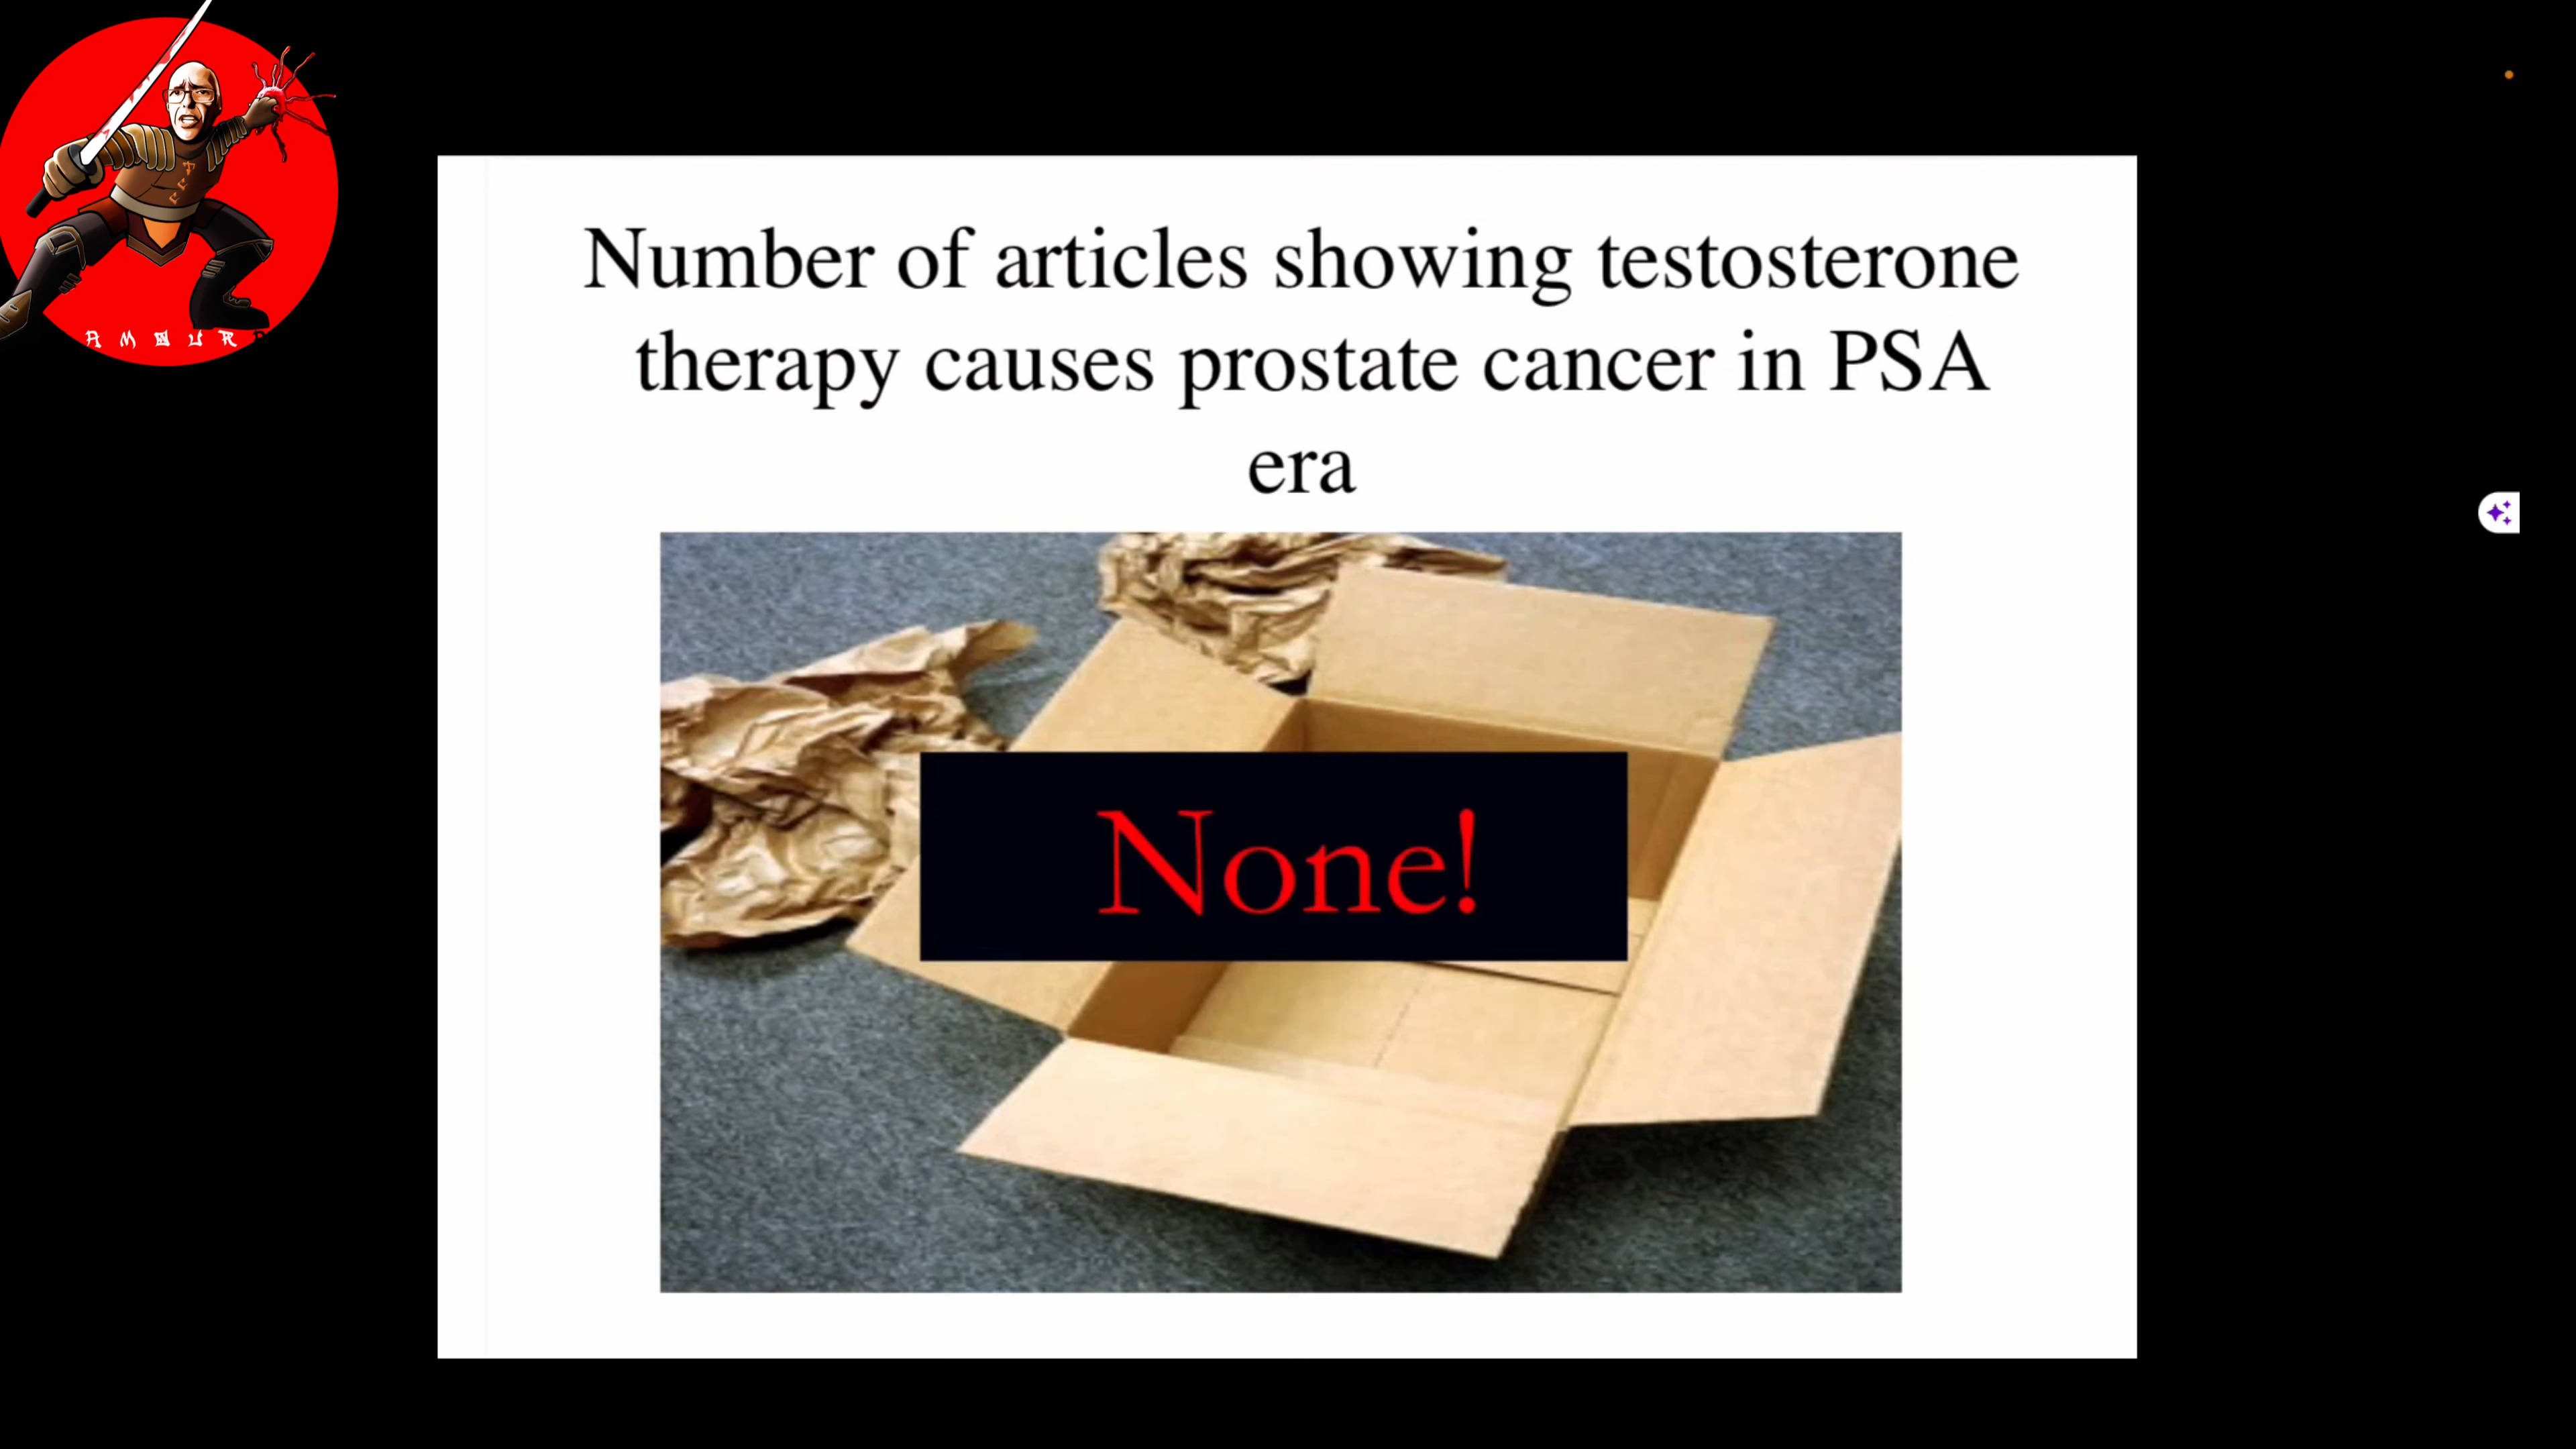 Number of articles showing testosterone
therapy causes prostate cancer in PSA
era
None!